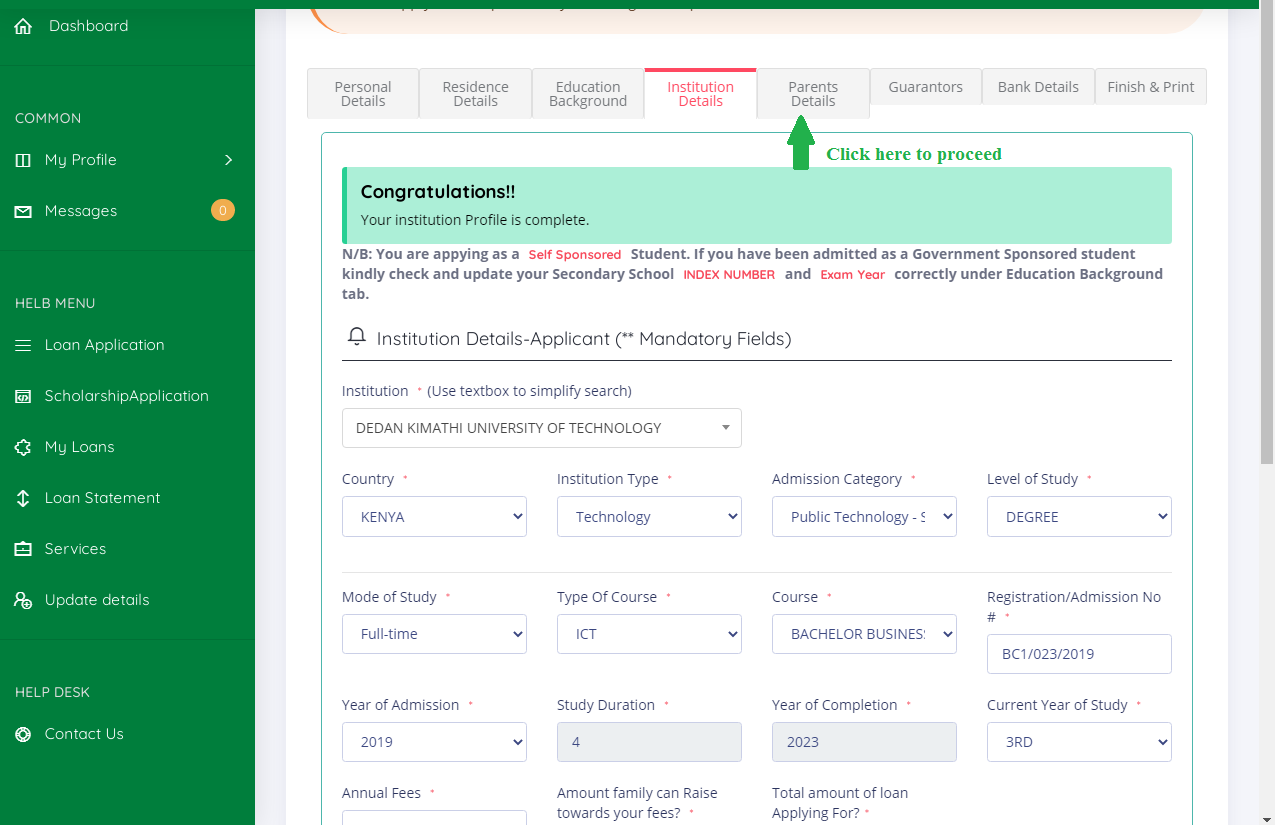 Dashboard
COMMON
My Profile
Messages
0
HELB MENU
Loan Application
ScholarshipApplication
My Loans
Loan Statement
Services
Update details
HELP DESK
Contact Us
Personal
Details
Residence
Details
Education
Background
Institution
Details
Parents
Details
Guarantors
Bank Details
Finish & Print
Click here to proceed
Congratulations!!
Your institution Profile is complete.
N/B: You are appying as a Self Sponsored Student. If you have been admitted as a Government Sponsored student
kindly check and update your Secondary School INDEX NUMBER and Exam Year correctly under Education Background
tab.
Institution Details-Applicant (** Mandatory Fields)
Institution * (Use textbox to simplify search)
DEDAN KIMATHI UNIVERSITY OF TECHNOLOGY
Country * Institution Type * Admission Category * Level of Study *
KENYA Technology Public Technology - S DEGREE
Mode of Study * Type Of Course * Course * Registration/Admission No
# *
Full-time ICT BACHELOR BUSINES
BC1/023/2019
Year of Admission * Study Duration * Year of Completion * Current Year of Study *
2019 4 2023 3RD
Annual Fees * Amount family can Raise Total amount of loan
towards your fees? * Applying For? *